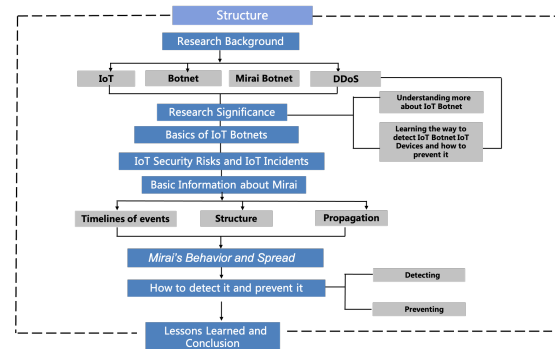 Structure
Research Background
IoT
Botnet
Mirai Botnet
DDoS
Research Significance
Understanding more
about IoT Botnet
Learning the way to
detect IoT Botnet IoT
Devices and how to
prevent it
Basics of IoT Botnets
IoT Security Risks and IoT Incidents
Basic Information about Mirai
Timelines of events
Structure
Propagation
Mirai's Behavior and Spread
How to detect it and prevent it
Detecting
Preventing
Lessons Learned and
Conclusion